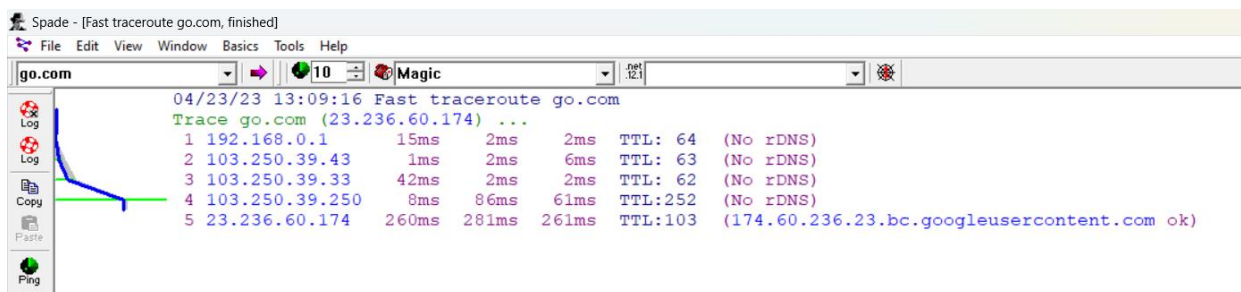 Spade - [Fast traceroute go.com, finished]
File Edit View Window Basics Tools Help
go.com 10 Magic .net 12.1
04/23/23 13:09:16 Fast traceroute go.com
Trace go.com (23.236.60.174) ...
1 192.168.0.1 15ms 2ms 2ms TTL: 64 (No rDNS)
2 103.250.39.43 1ms 2ms 6ms TTL: 63 (No rDNS)
3 103.250.39.33 42ms 2ms 2ms TTL: 62 (No rDNS)
4 103.250.39.250 8ms 86ms 61ms TTL:252 (No rDNS)
5 23.236.60.174 260ms 281ms 261ms TTL:103 (174.60.236.23.bc.googleusercontent.com ok)
Log
Log
Copy
Paste
Ping